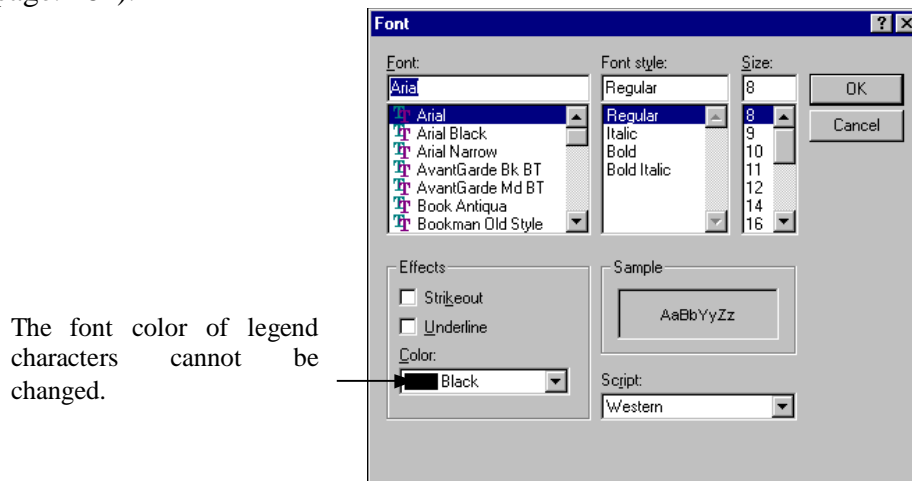 Font
Font:
Font style:
Size:
Arial
Regular
8
OK
Arial
Regular
8
Cancel
Arial Black
Italic
9
Arial Narrow
Bold
10
AvantGarde Bk BT
Bold Italic
11
AvantGarde Md BT
12
Book Antiqua
14
Bookman Old Style
16
Effects
Sample
Strikeout
AaBbYyZz
Underline
Color:
Black
Script:
Western
The font color of legend
characters cannot be
changed.